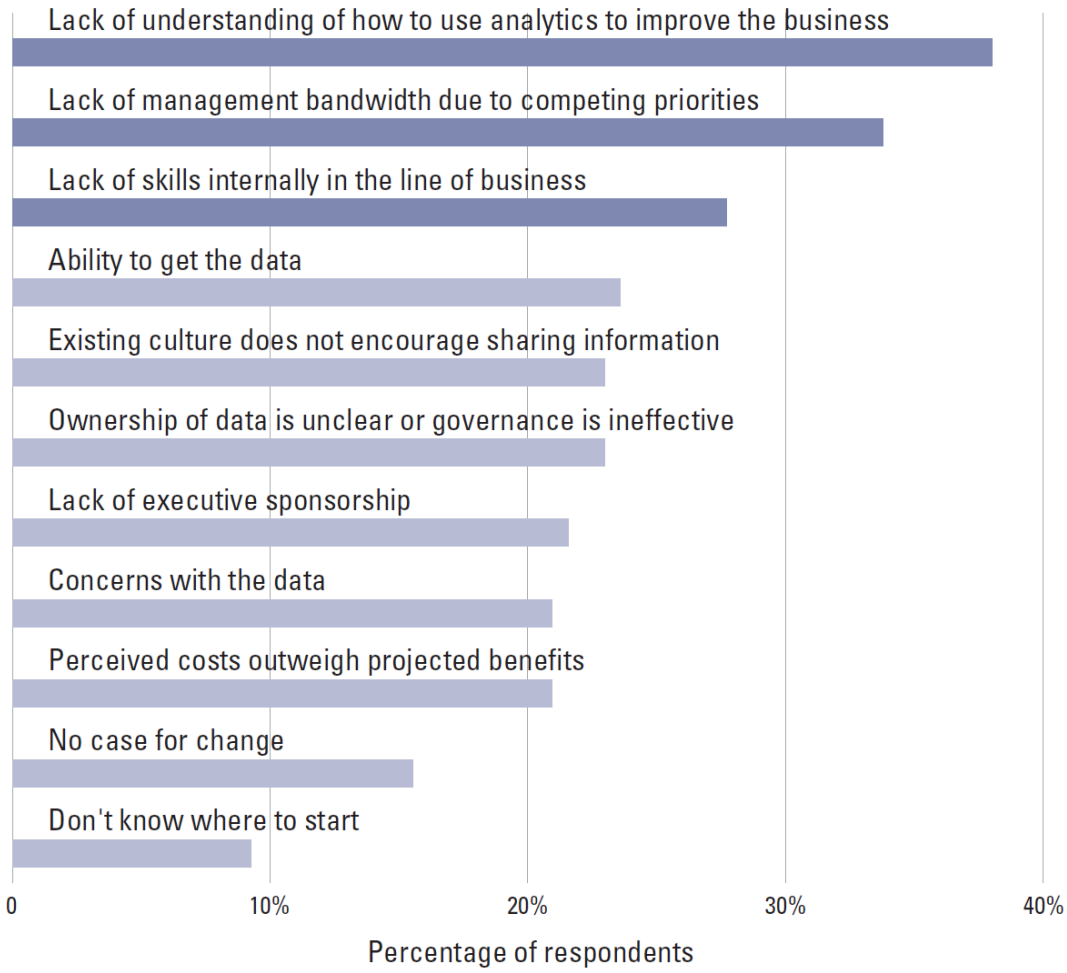 Lack of understanding of how to use analytics to improve the business
Lack of management bandwidth due to competing priorities
Lack of skills internally in the line of business
Ability to get the data
Existing culture does not encourage sharing information
Ownership of data is unclear or governance is ineffective
Lack of executive sponsorship
Concerns with the data
Perceived costs outweigh projected benefits
No case for change
Don't know where to start
0 10% 20% 30% 40%
Percentage of respondents